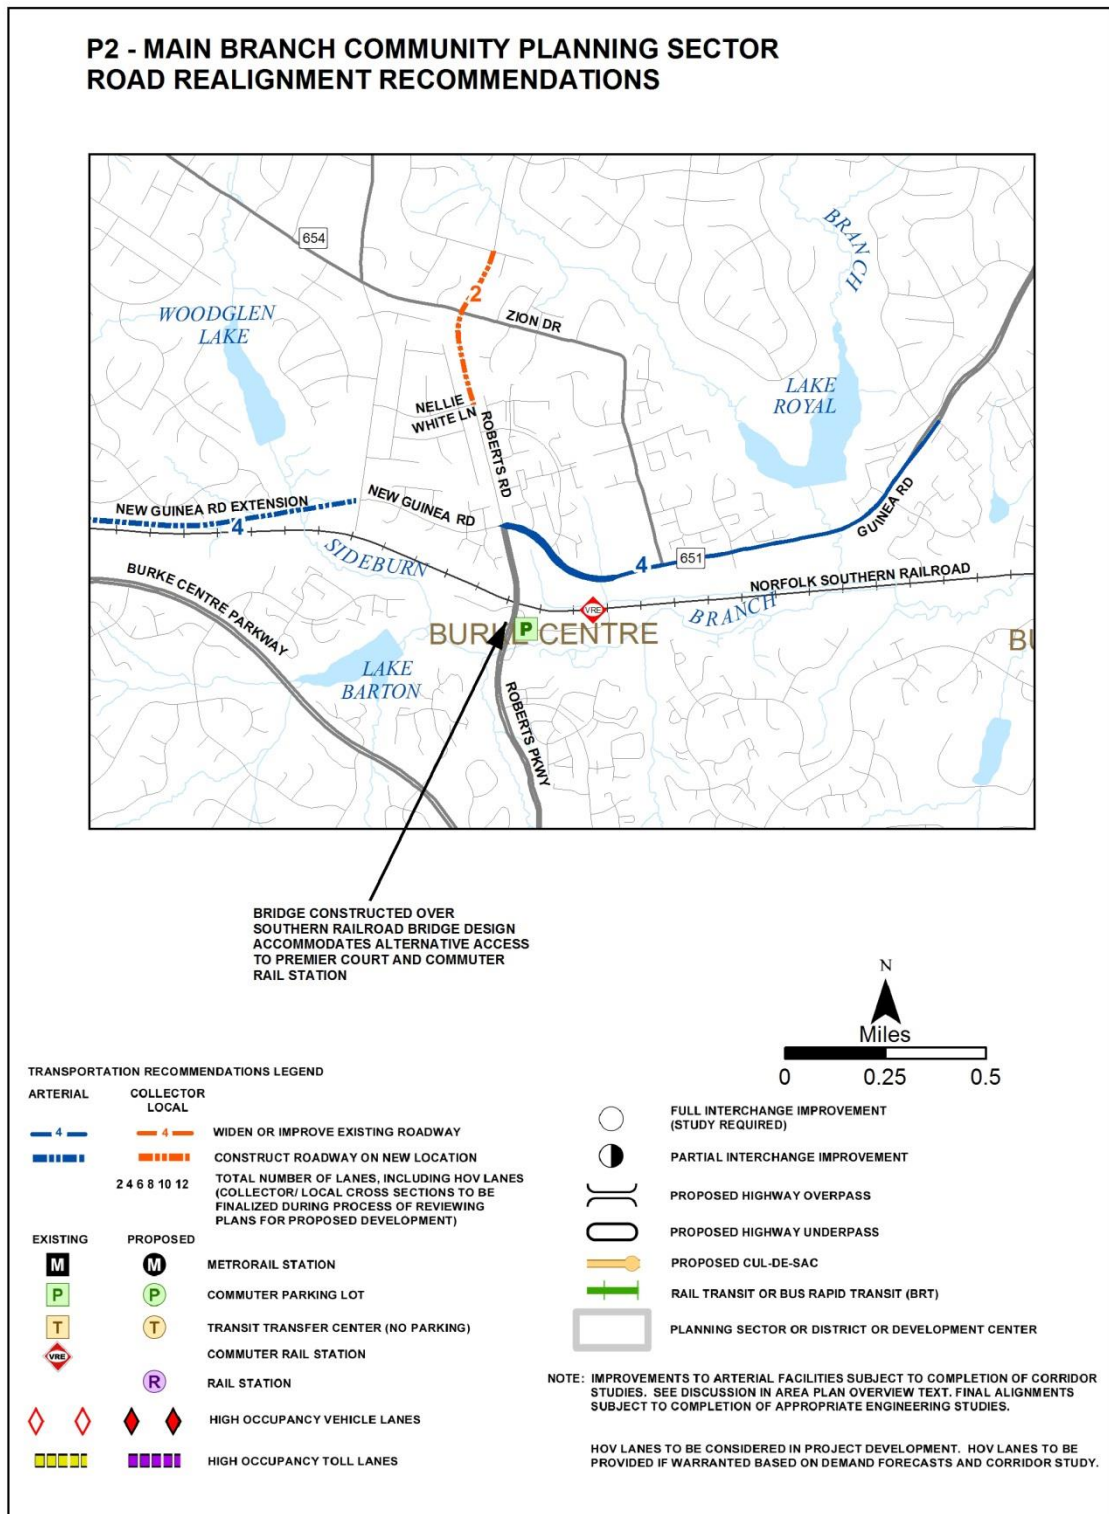 P2 - MAIN BRANCH COMMUNITY PLANNING SECTOR
ROAD REALIGNMENT RECOMMENDATIONS
654
BRANCH
2
WOODGLEN
LAKE
ZION DR
LAKE
ROYAL
NELLIE
WHITE LN
ROBERTS RD
NEW GUINEA RD EXTENSION
4
NEW GUINEA RD
GUINEA RD
SIDEBURN
4
651
NORFOLK SOUTHERN RAILROAD
BURKE CENTRE PARKWAY
VRE
BRANCH
P
BURKE CENTRE
BU
LAKE
BARTON
ROBERTS PKWY
BRIDGE CONSTRUCTED OVER
SOUTHERN RAILROAD BRIDGE DESIGN
ACCOMMODATES ALTERNATIVE ACCESS
TO PREMIER COURT AND COMMUTER
RAIL STATION
N
Miles
0 0.25 0.5
TRANSPORTATION RECOMMENDATIONS LEGEND
ARTERIAL COLLECTOR
LOCAL
4 4 WIDEN OR IMPROVE EXISTING ROADWAY
CONSTRUCT ROADWAY ON NEW LOCATION
2 4 6 8 10 12 TOTAL NUMBER OF LANES, INCLUDING HOV LANES
(COLLECTOR/ LOCAL CROSS SECTIONS TO BE
FINALIZED DURING PROCESS OF REVIEWING
PLANS FOR PROPOSED DEVELOPMENT)
EXISTING PROPOSED
M M METRORAIL STATION
P P COMMUTER PARKING LOT
T T TRANSIT TRANSFER CENTER (NO PARKING)
VRE COMMUTER RAIL STATION
R RAIL STATION
HIGH OCCUPANCY VEHICLE LANES
HIGH OCCUPANCY TOLL LANES
FULL INTERCHANGE IMPROVEMENT
(STUDY REQUIRED)
PARTIAL INTERCHANGE IMPROVEMENT
PROPOSED HIGHWAY OVERPASS
PROPOSED HIGHWAY UNDERPASS
PROPOSED CUL-DE-SAC
RAIL TRANSIT OR BUS RAPID TRANSIT (BRT)
PLANNING SECTOR OR DISTRICT OR DEVELOPMENT CENTER
NOTE: IMPROVEMENTS TO ARTERIAL FACILITIES SUBJECT TO COMPLETION OF CORRIDOR
STUDIES. SEE DISCUSSION IN AREA PLAN OVERVIEW TEXT. FINAL ALIGNMENTS
SUBJECT TO COMPLETION OF APPROPRIATE ENGINEERING STUDIES.
HOV LANES TO BE CONSIDERED IN PROJECT DEVELOPMENT. HOV LANES TO BE
PROVIDED IF WARRANTED BASED ON DEMAND FORECASTS AND CORRIDOR STUDY.